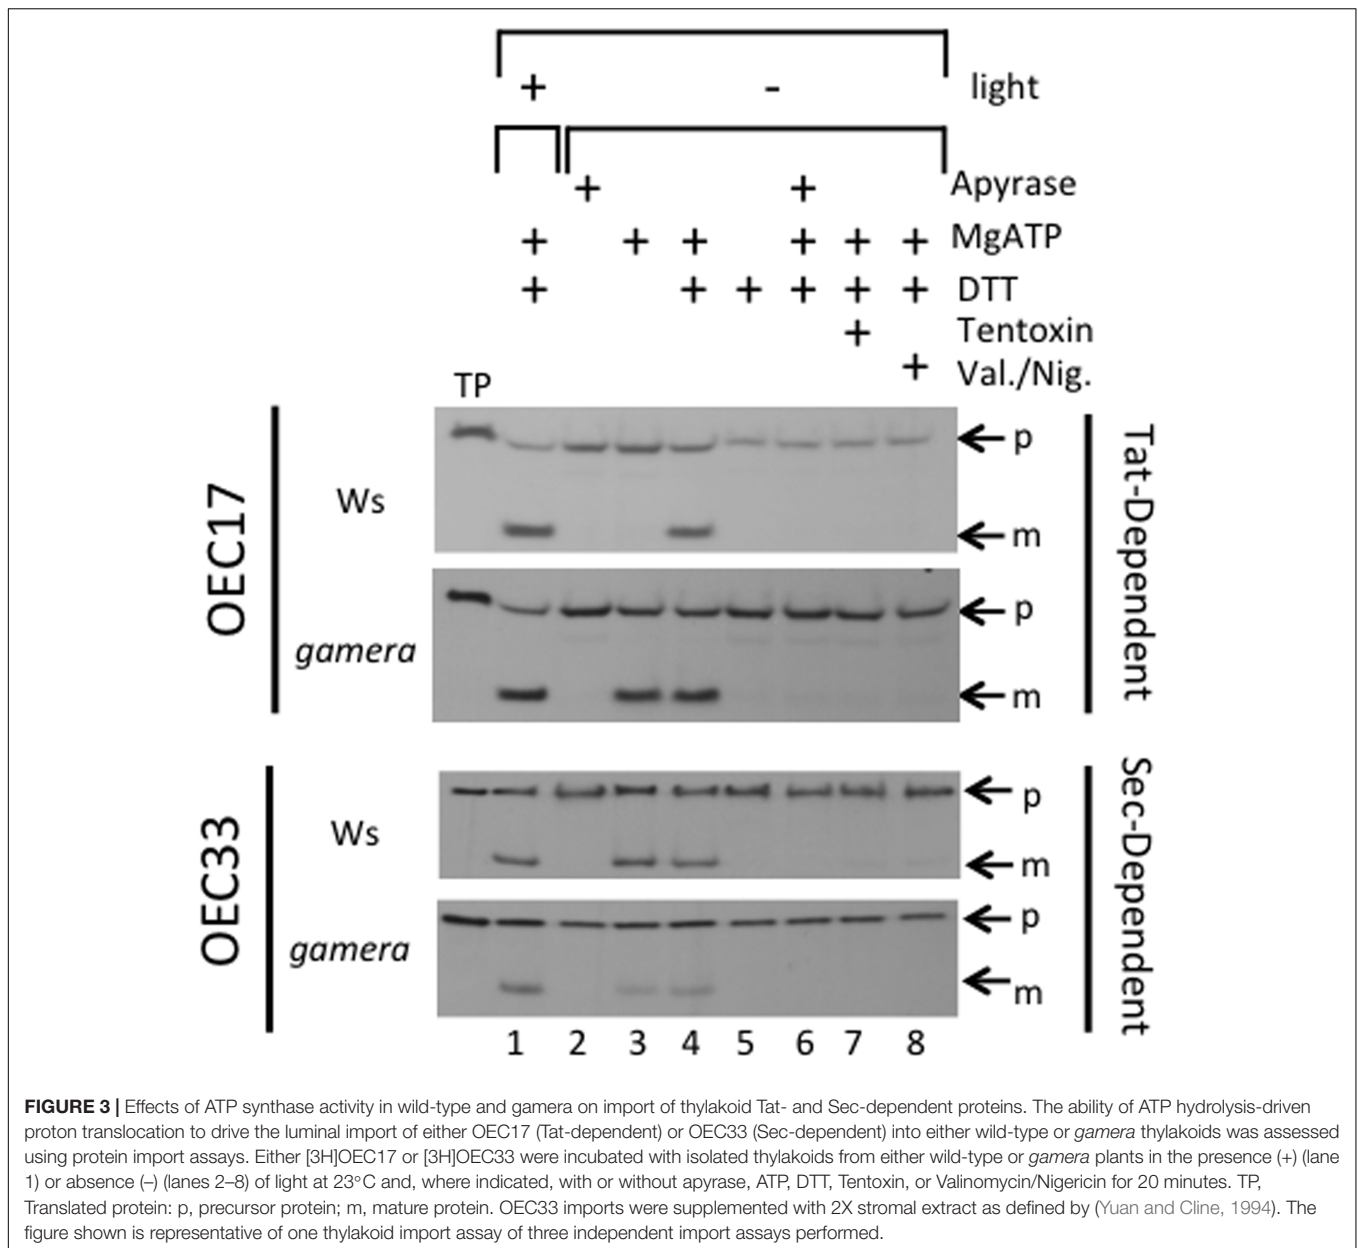 + - light
+ + Apyrase
+ + + + + + MgATP
+ + + + + + DTT
+ Tentoxin
+ Val./Nig.
TP
OEC17
Ws
p
m
gamera
p
m
Tat-Dependent
OEC33
Ws
p
m
gamera
p
m
Sec-Dependent
1 2 3 4 5 6 7 8
FIGURE 3 | Effects of ATP synthase activity in wild-type and gamera on import of thylakoid Tat- and Sec-dependent proteins. The ability of ATP hydrolysis-driven
proton translocation to drive the luminal import of either OEC17 (Tat-dependent) or OEC33 (Sec-dependent) into either wild-type or gamera thylakoids was assessed
using protein import assays. Either [3H]OEC17 or [3H]OEC33 were incubated with isolated thylakoids from either wild-type or gamera plants in the presence (+) (lane
1) or absence (–) (lanes 2–8) of light at 23°C and, where indicated, with or without apyrase, ATP, DTT, Tentoxin, or Valinomycin/Nigericin for 20 minutes. TP,
Translated protein: p, precursor protein; m, mature protein. OEC33 imports were supplemented with 2X stromal extract as defined by (Yuan and Cline, 1994). The
figure shown is representative of one thylakoid import assay of three independent import assays performed.